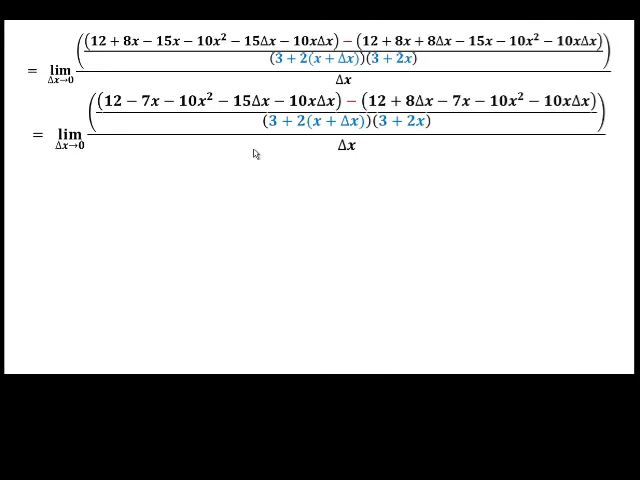 = lim Δx→0 ( ( (12 + 8x − 15x − 10x² − 15Δx − 10xΔx) − (12 + 8x + 8Δx − 15x − 10x² − 10xΔx) ) / (3 + 2(x + Δx))(3 + 2x) ) / Δx
= lim Δx→0 ( ( (12 − 7x − 10x² − 15Δx − 10xΔx) − (12 + 8Δx − 7x − 10x² − 10xΔx) ) / (3 + 2(x + Δx))(3 + 2x) ) / Δx